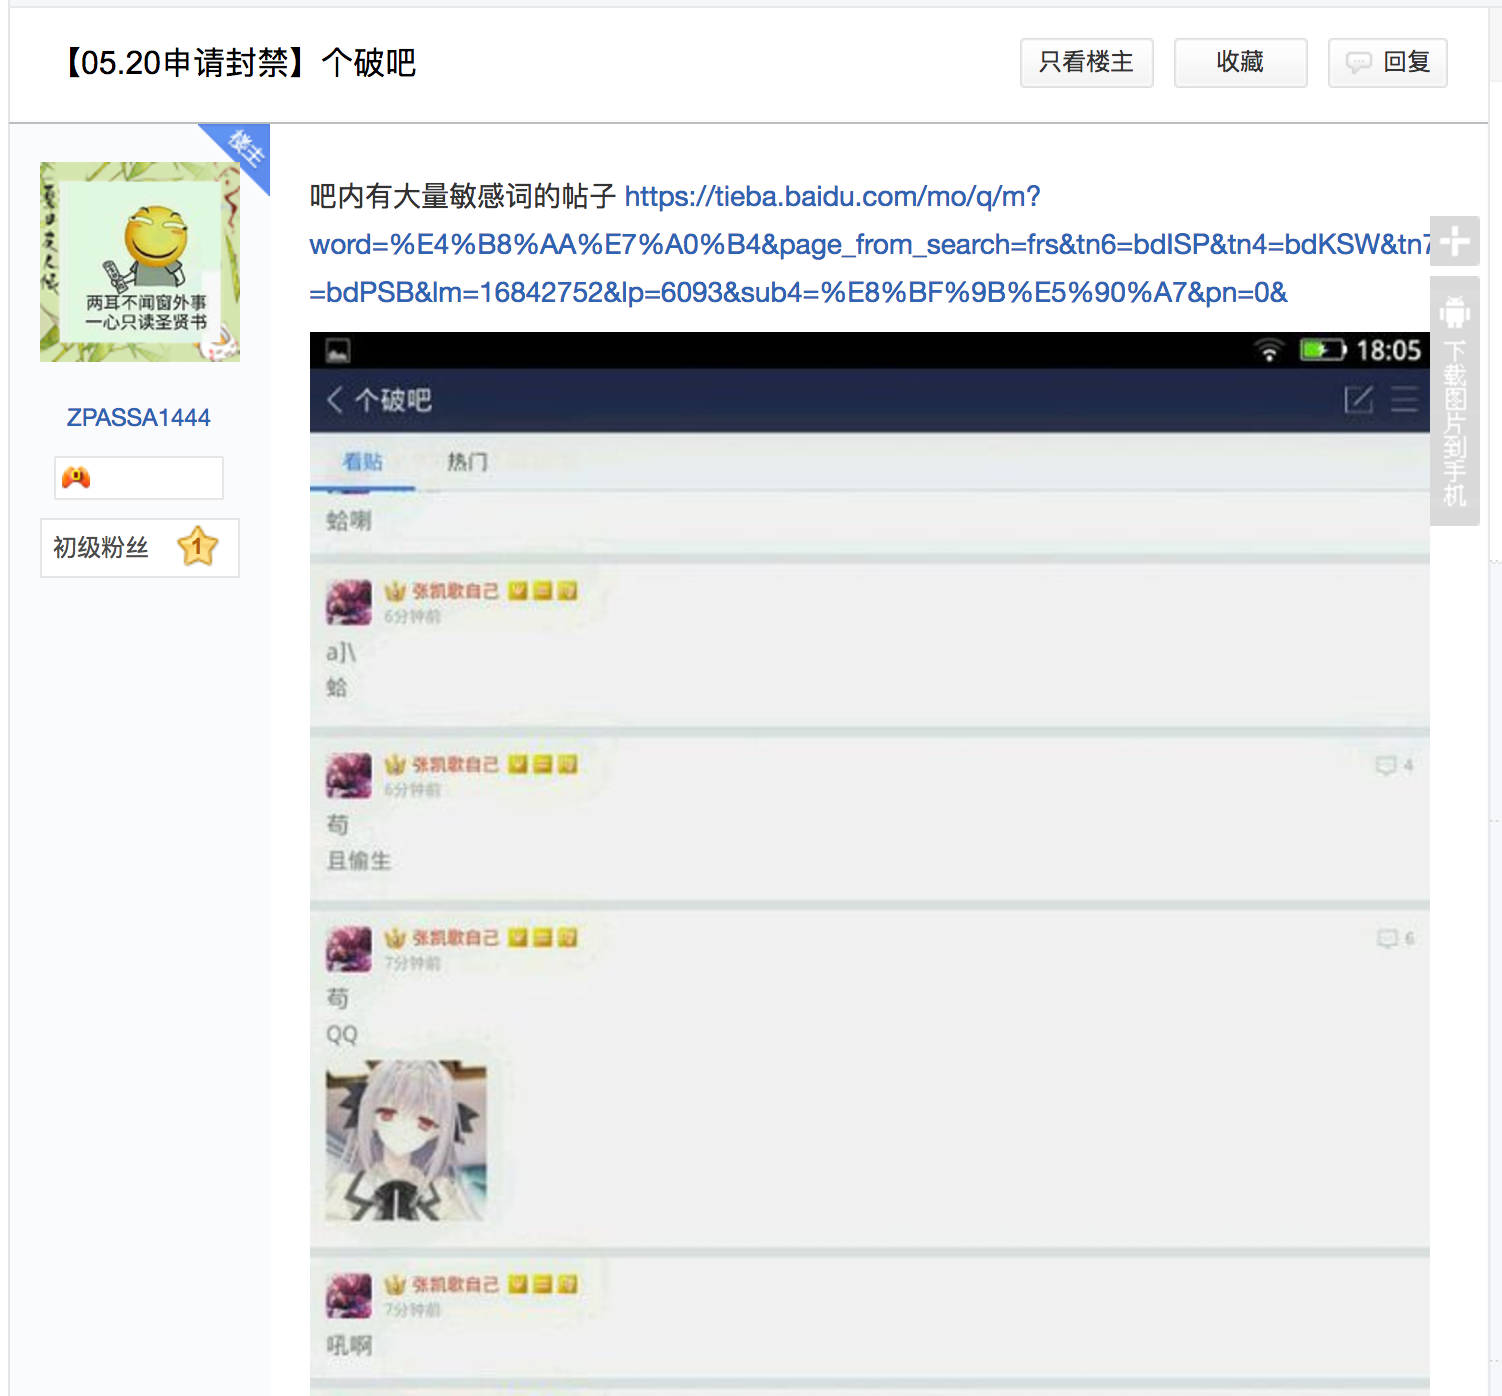 【05.20申请封禁】个破吧
只看楼主
收藏
回复
楼主
两耳不闻窗外事
一心只读圣贤书
ZPASSA1444
初级粉丝
1
吧内有大量敏感词的帖子 https://tieba.baidu.com/mo/q/m?
word=%E4%B8%AA%E7%A0%B4&page_from_search=frs&tn6=bdISP&tn4=bdKSW&tn7
=bdPSB&lm=16842752&lp=6093&sub4=%E8%BF%9B%E5%90%A7&pn=0&
下载图片到手机
18:05
个破吧
看贴
热门
蛤喇
张凯歌自己
6分钟前
a]\
蛤
张凯歌自己
6分钟前
4
苟
且偷生
张凯歌自己
7分钟前
6
苟
QQ
张凯歌自己
7分钟前
吼啊